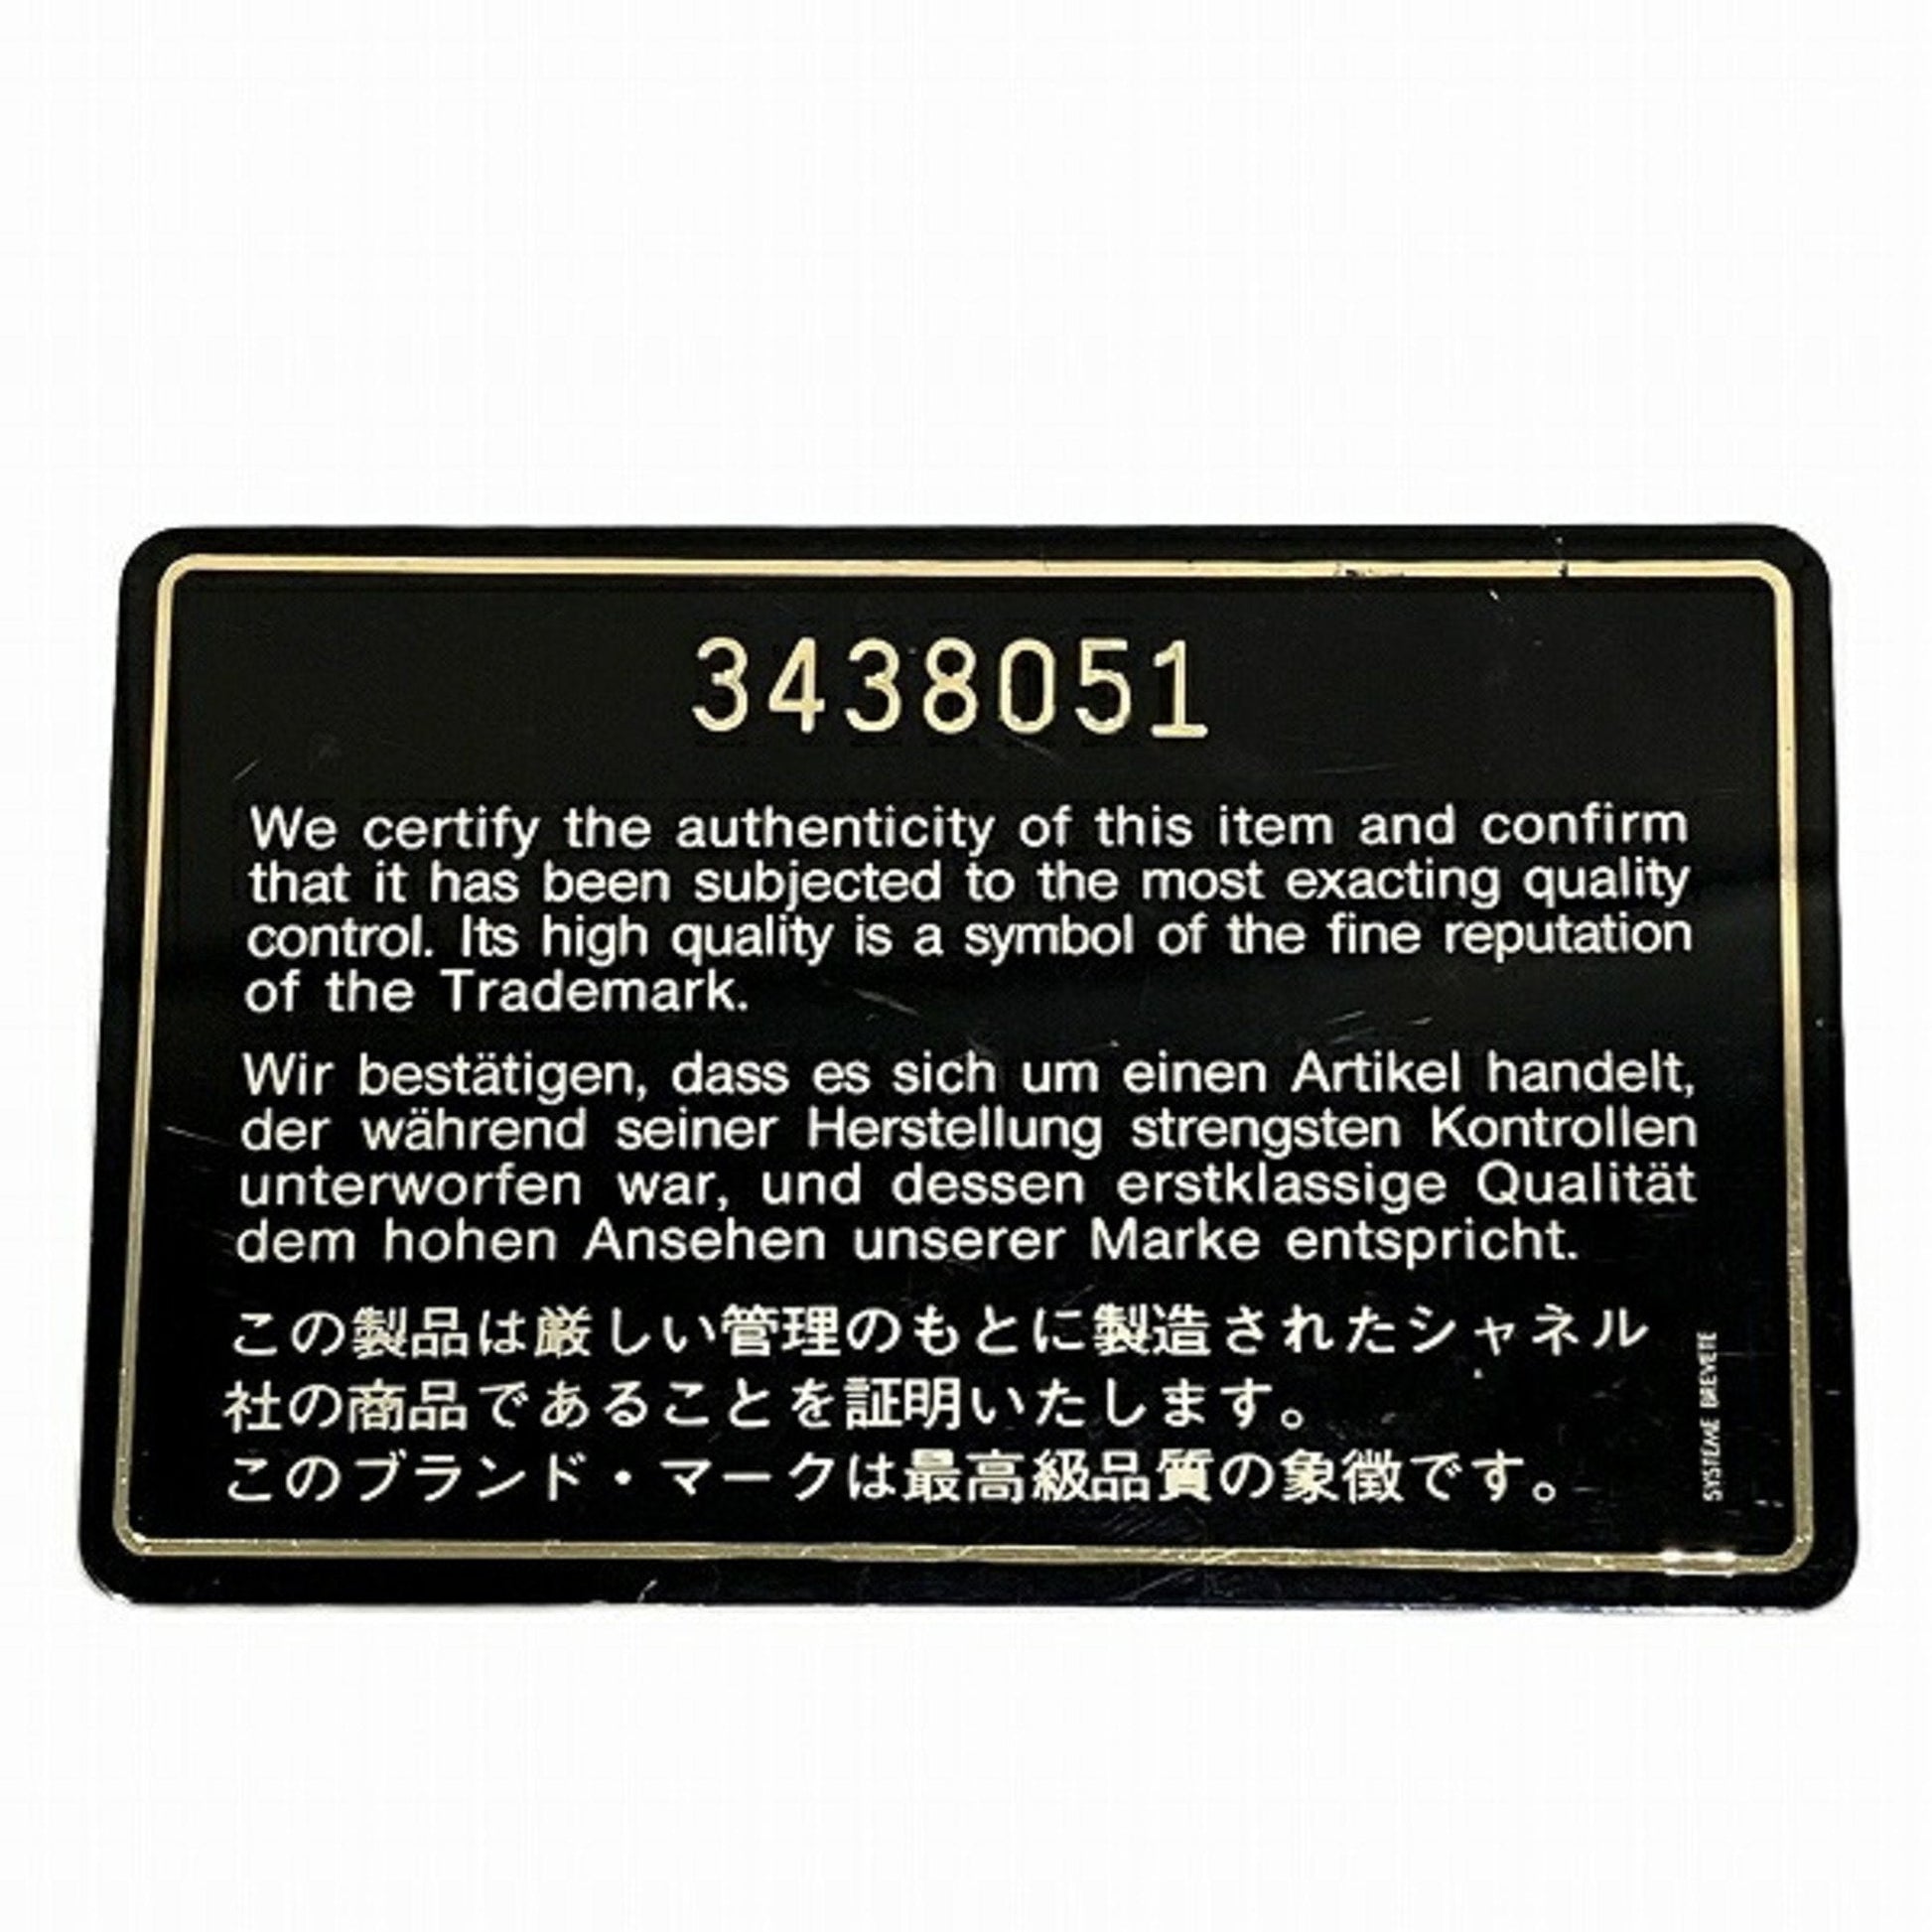 3438051
We certify the authenticity of this item and confirm
that it has been subjected to the most exacting quality
control. Its high quality is a symbol of the fine reputation
of the Trademark.
Wir bestätigen, dass es sich um einen Artikel handelt,
der während seiner Herstellung strengsten Kontrollen
unterworfen war, und dessen erstklassige Qualität
dem hohen Ansehen unserer Marke entspricht.
この製品は厳しい管理のもとに製造されたシャネル
社の商品であることを証明いたします。
このブランド・マークは最高級品質の象徴です。
SYSTEME BREVETE